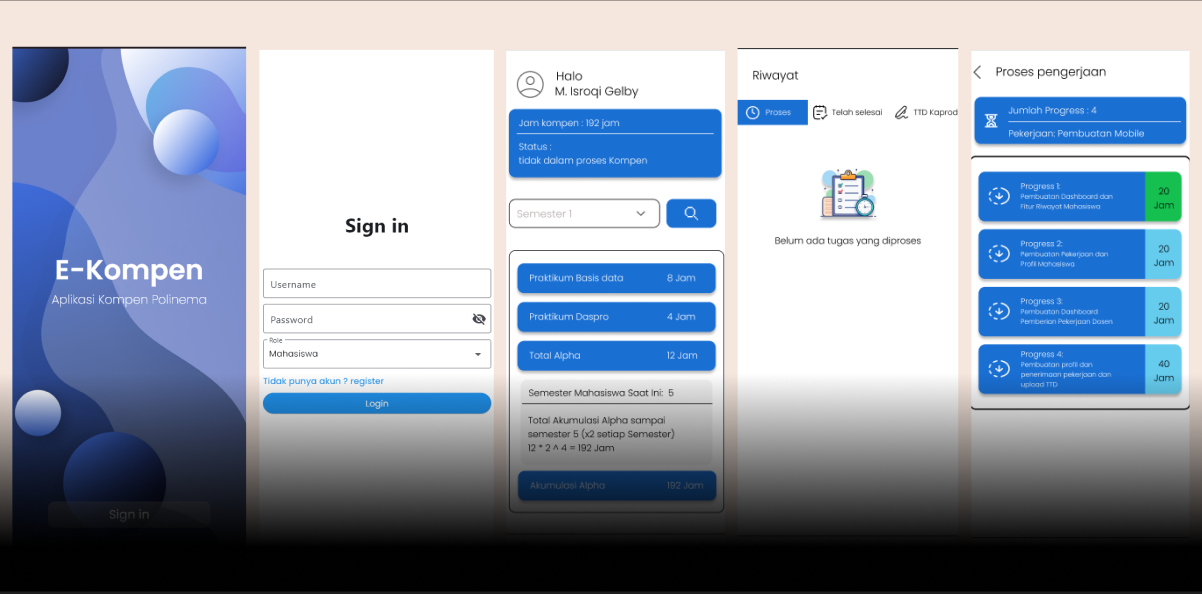 E-Kompen
Aplikasi Kompen Polinema
Sign in
Sign in
Username
Password
Role
Mahasiswa
Tidak punya akun ? register
Login
Halo
M. Isroqi Gelby
Jam kompen : 192 jam
Status :
tidak dalam proses Kompen
Semester 1
Praktikum Basis data 8 Jam
Praktikum Daspro 4 Jam
Total Alpha 12 Jam
Semester Mahasiswa Saat Ini: 5
Total Akumulasi Alpha sampai
semester 5 (x2 setiap Semester)
12 * 2 ^ 4 = 192 Jam
Akumulasi Alpha 192 Jam
Riwayat
Proses Telah selesai TTD Kaprod
Belum ada tugas yang diproses
Proses pengerjaan
Jumlah Progress : 4
Pekerjaan: Pembuatan Mobile
Progress 1:
Pembuatan Dashboard dan
Fitur Riwayat Mahasiswa
20
Jam
Progress 2:
Pembuatan Pekerjaan dan
Profil Mahasiswa
20
Jam
Progress 3:
Pembuatan Dashboard
Pemberian Pekerjaan Dosen
20
Jam
Progress 4:
Pembuatan profil dan
penerimaan pekerjaan dan
upload TTD
40
Jam